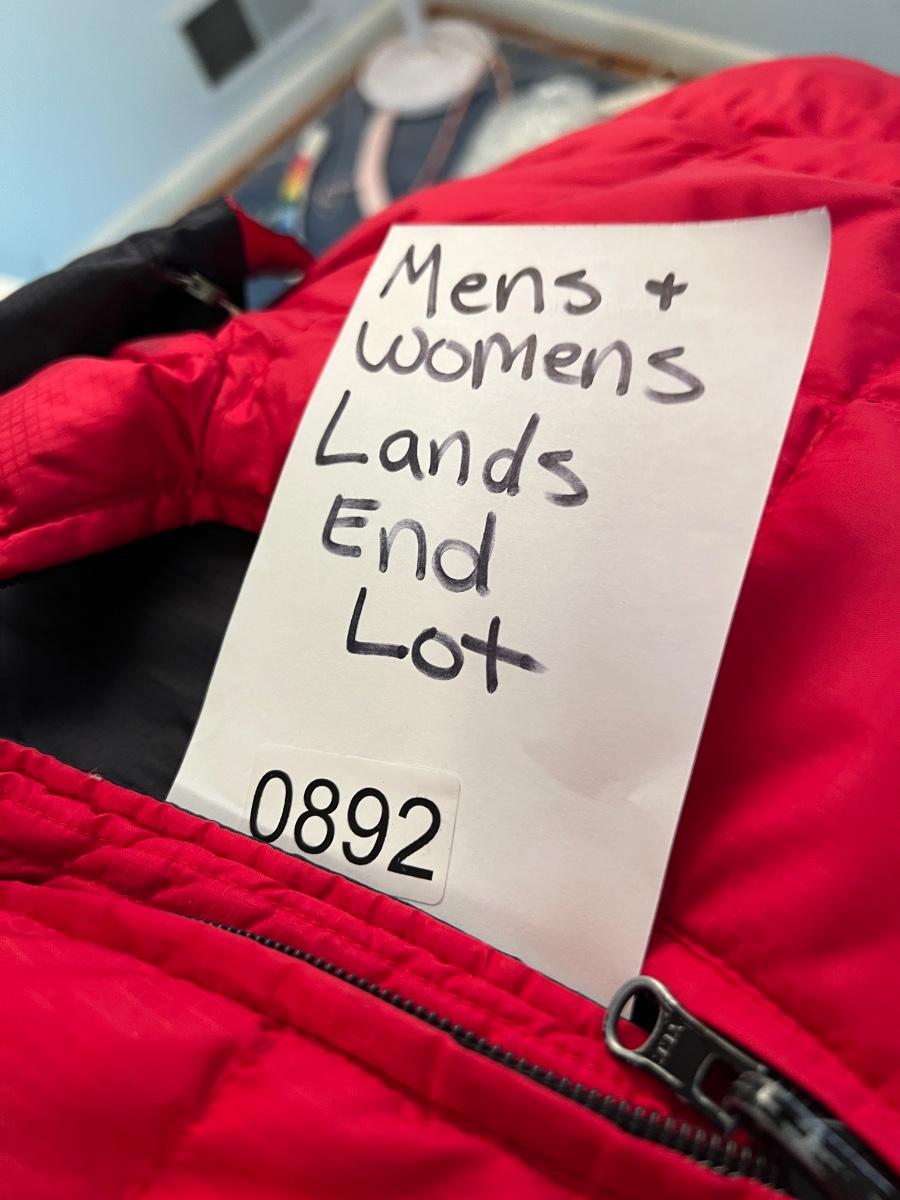 Mens +
womens
Lands
End
Lot
0892